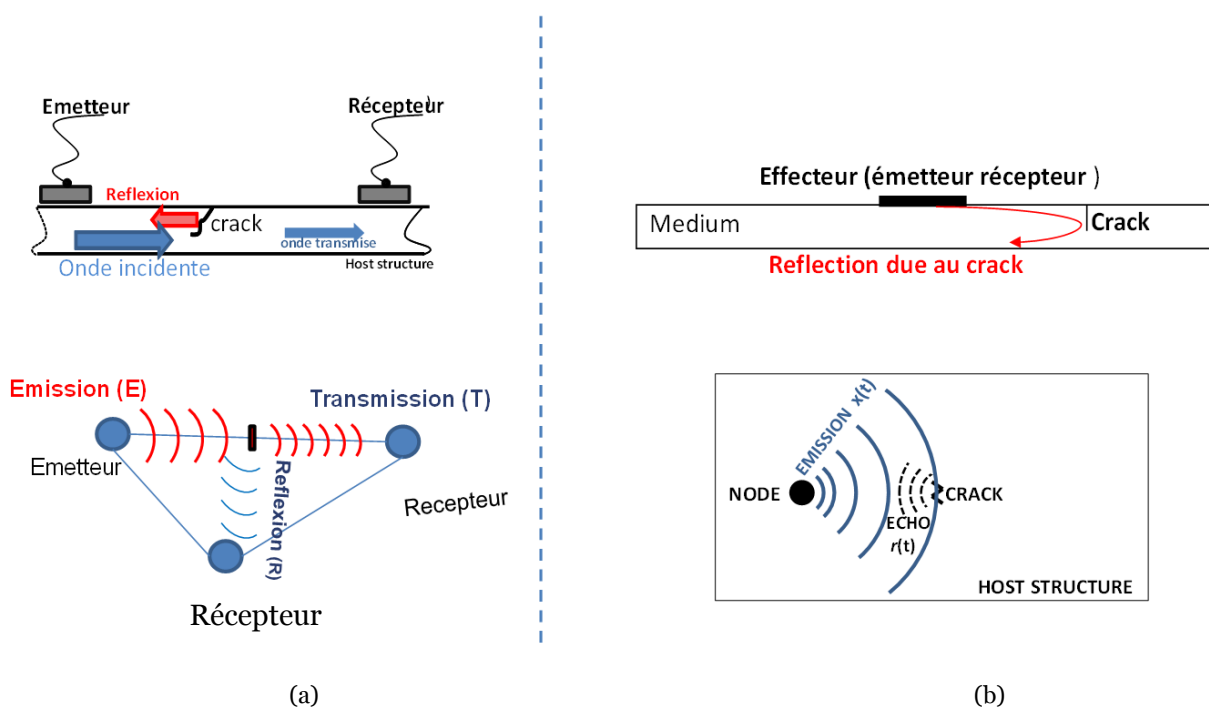 Emetteur
Récepteur
Reflexion
crack
onde transmise
Onde incidente
Host structure
Emission (E)
Transmission (T)
Emetteur
Reflexion (R)
Recepteur
Récepteur
(a)
Effecteur (émetteur récepteur )
Medium
Crack
Reflection due au crack
EMISSION x(t)
NODE
CRACK
ECHO
r(t)
HOST STRUCTURE
(b)